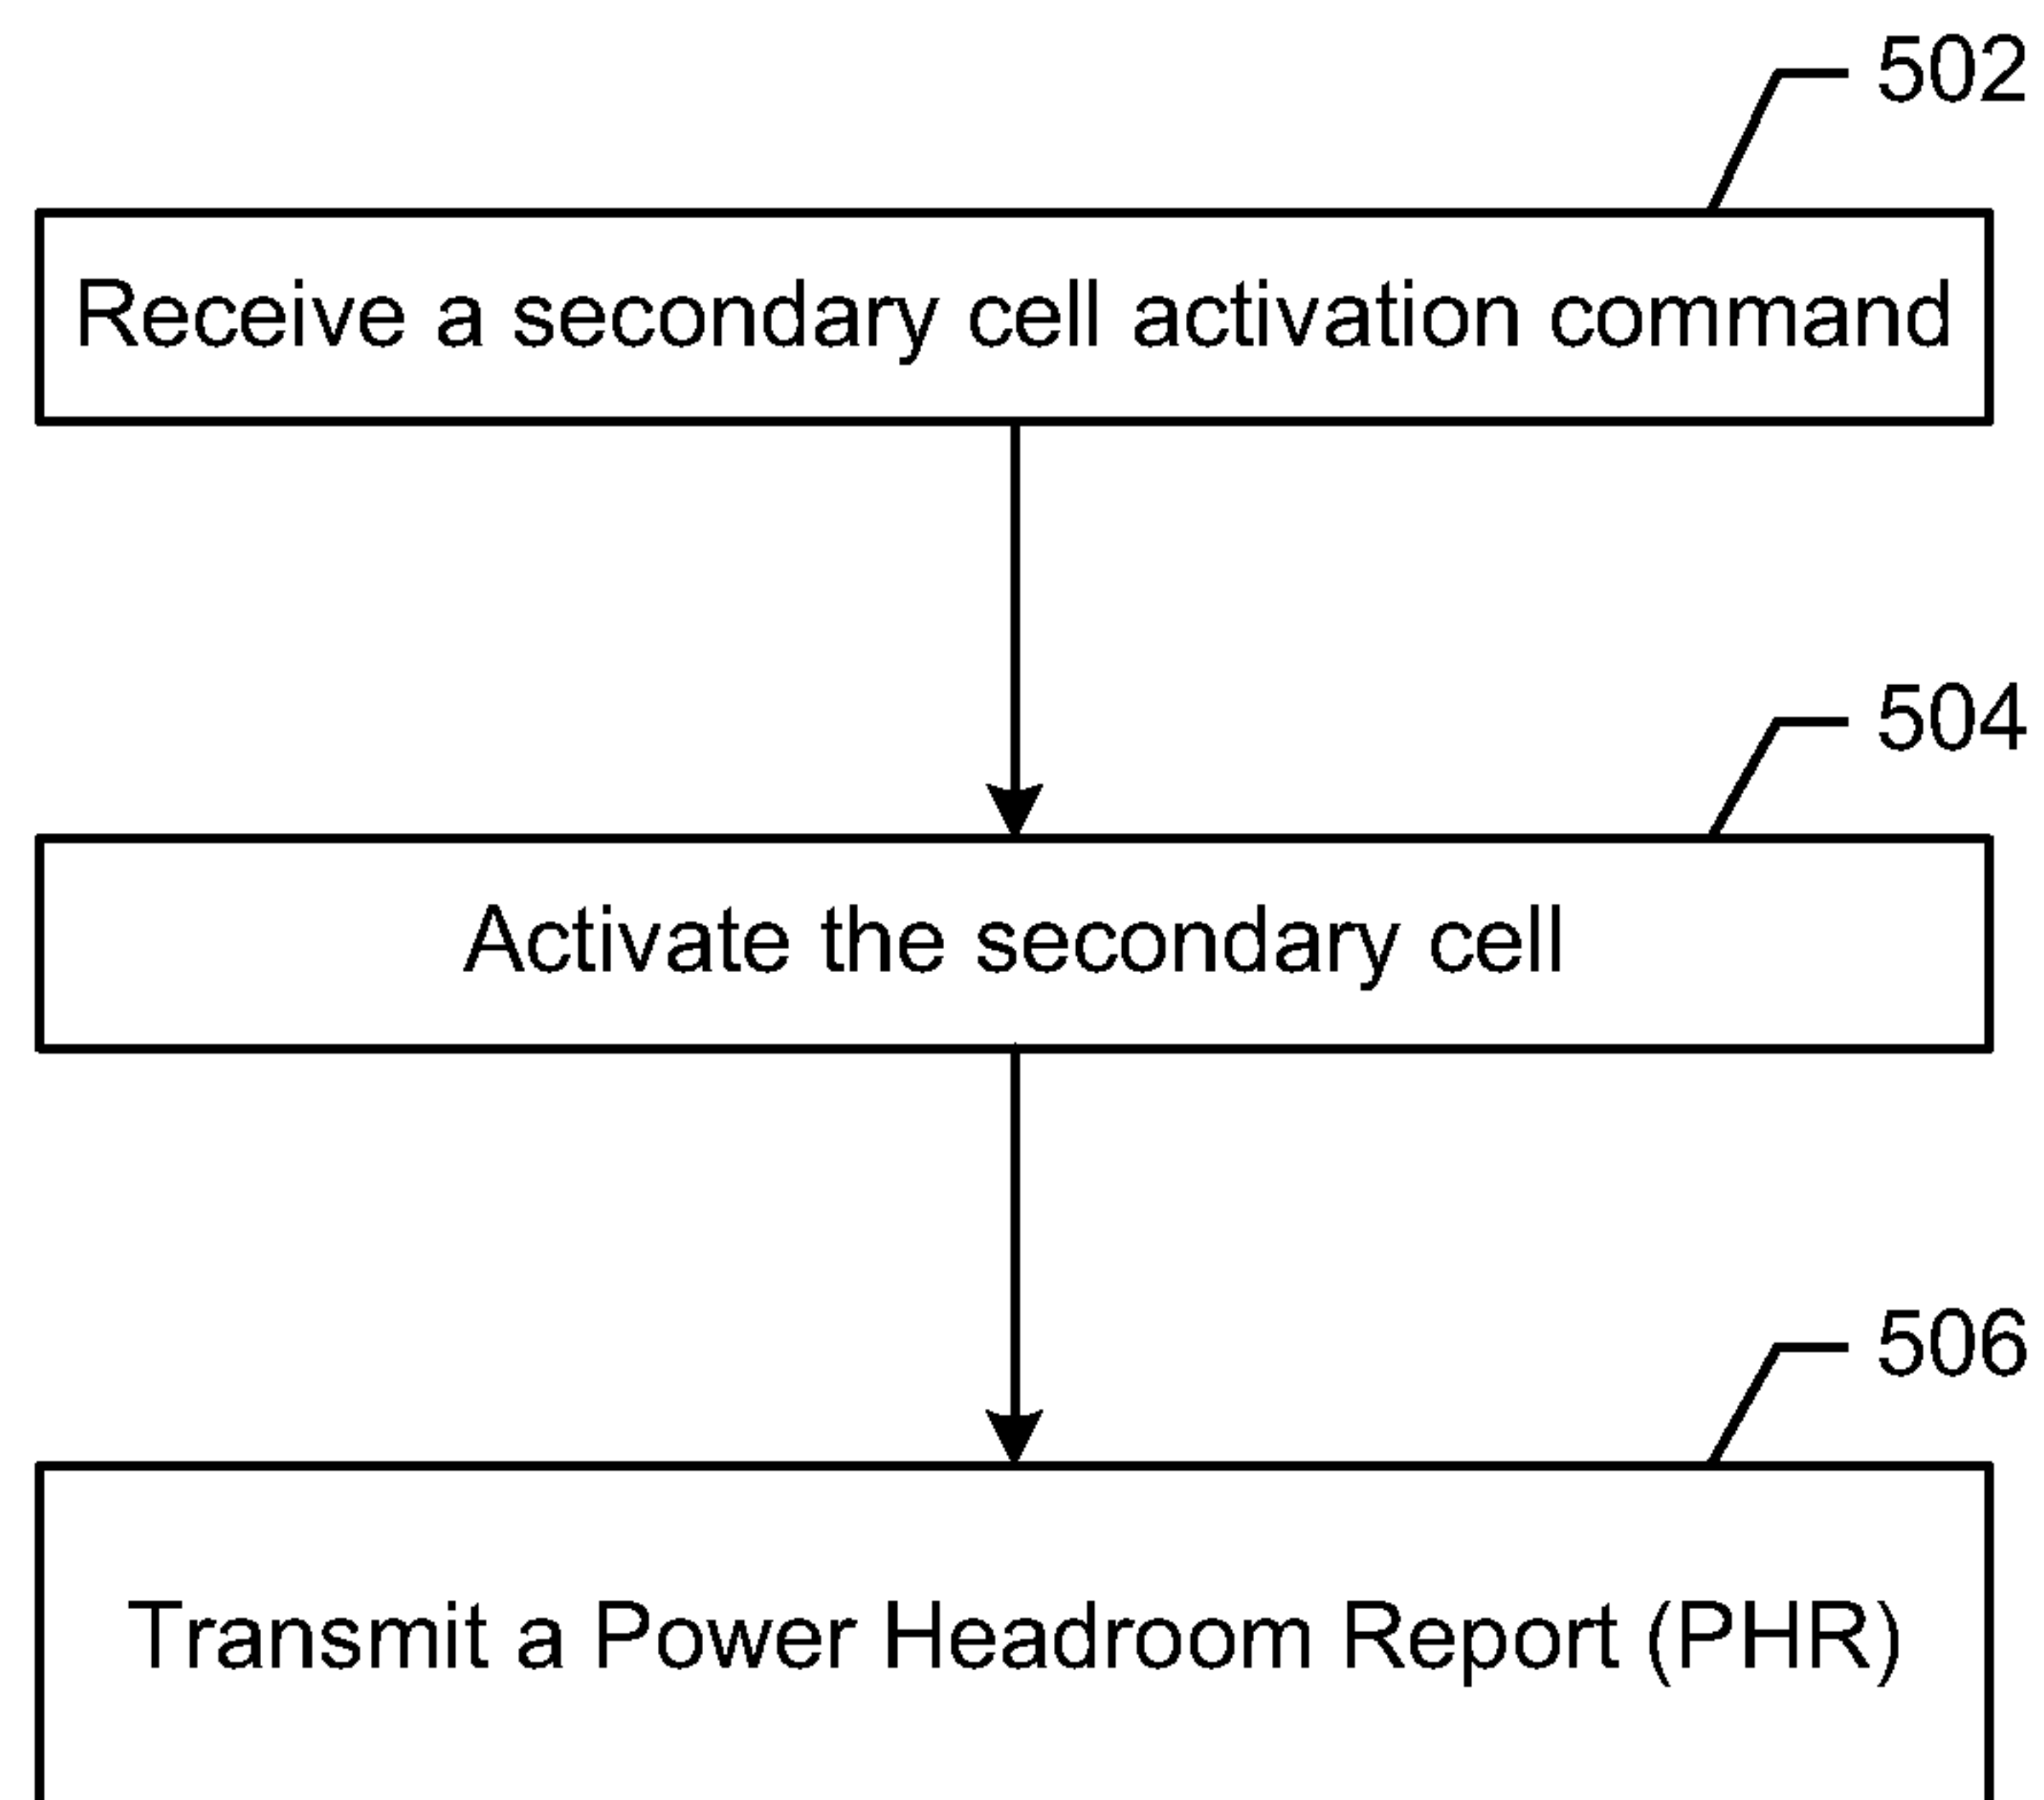 502
Receive a secondary cell activation command
504
Activate the secondary cell
506
Transmit a Power Headroom Report (PHR)